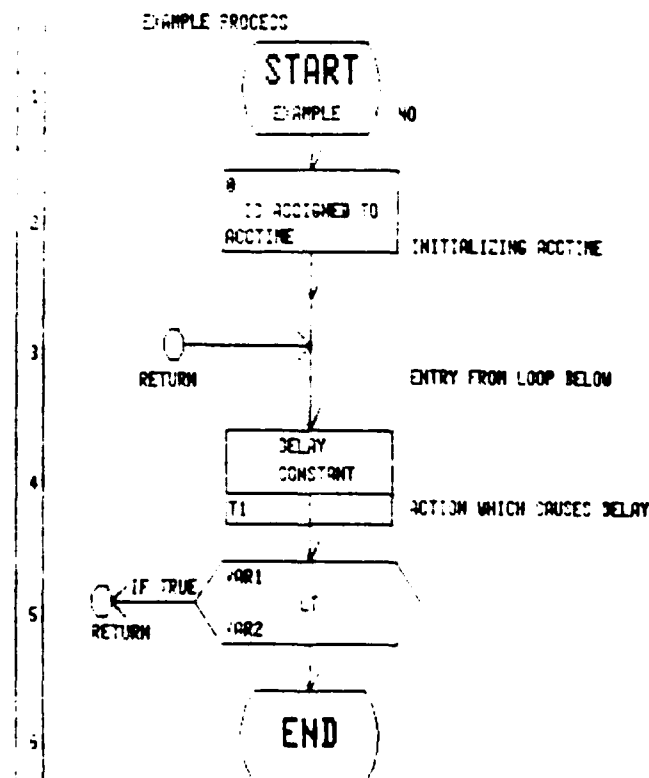 EXAMPLE PROCESS
START
1
EXAMPLE NO
0
IS ASSIGNED TO
2
ACCTIME
INITIALIZING ACCTIME
3
RETURN
ENTRY FROM LOOP BELOW
DELAY
CONSTANT
4
T1
ACTION WHICH CAUSES DELAY
IF TRUE
VAR1
LT
5
RETURN
VAR2
END
6